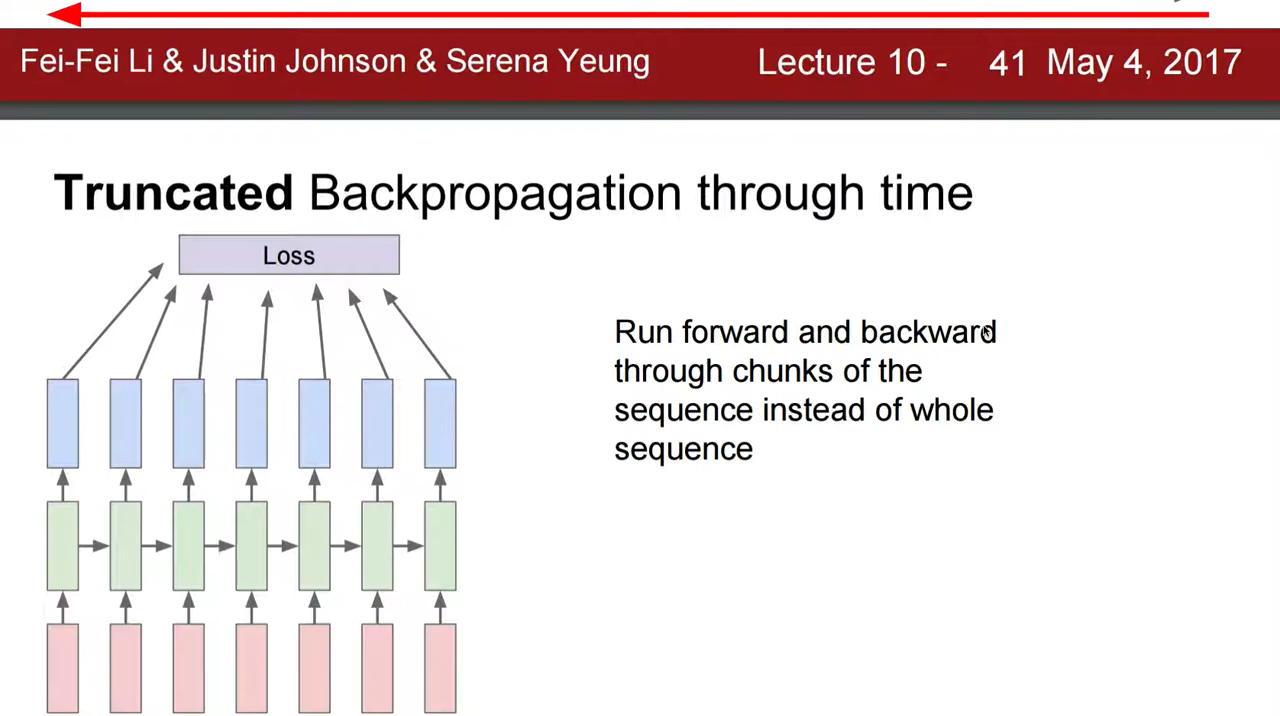 Fei-Fei Li & Justin Johnson & Serena Yeung Lecture 10 - 41 May 4, 2017
Truncated Backpropagation through time
Loss
Run forward and backward
through chunks of the
sequence instead of whole
sequence